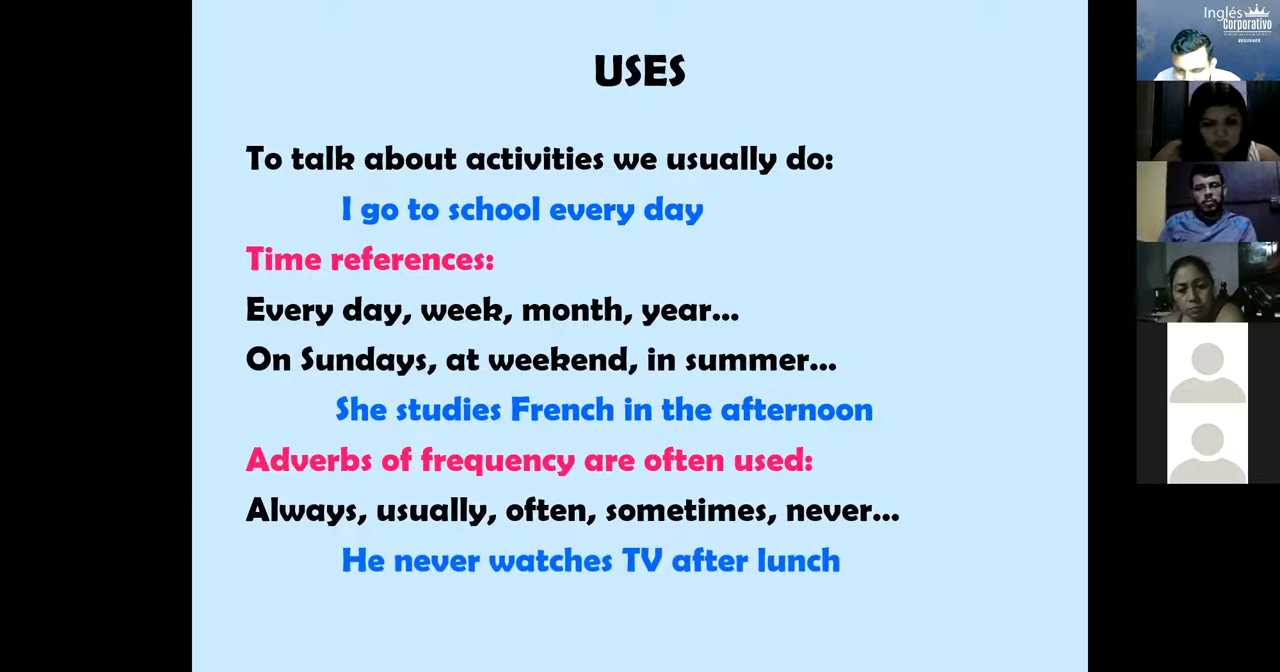 USES
To talk about activities we usually do:
I go to school every day
Time references:
Every day, week, month, year...
On Sundays, at weekend, in summer...
She studies French in the afternoon
Adverbs of frequency are often used:
Always, usually, often, sometimes, never...
He never watches TV after lunch
Inglés
Corporativo
BEGINNER